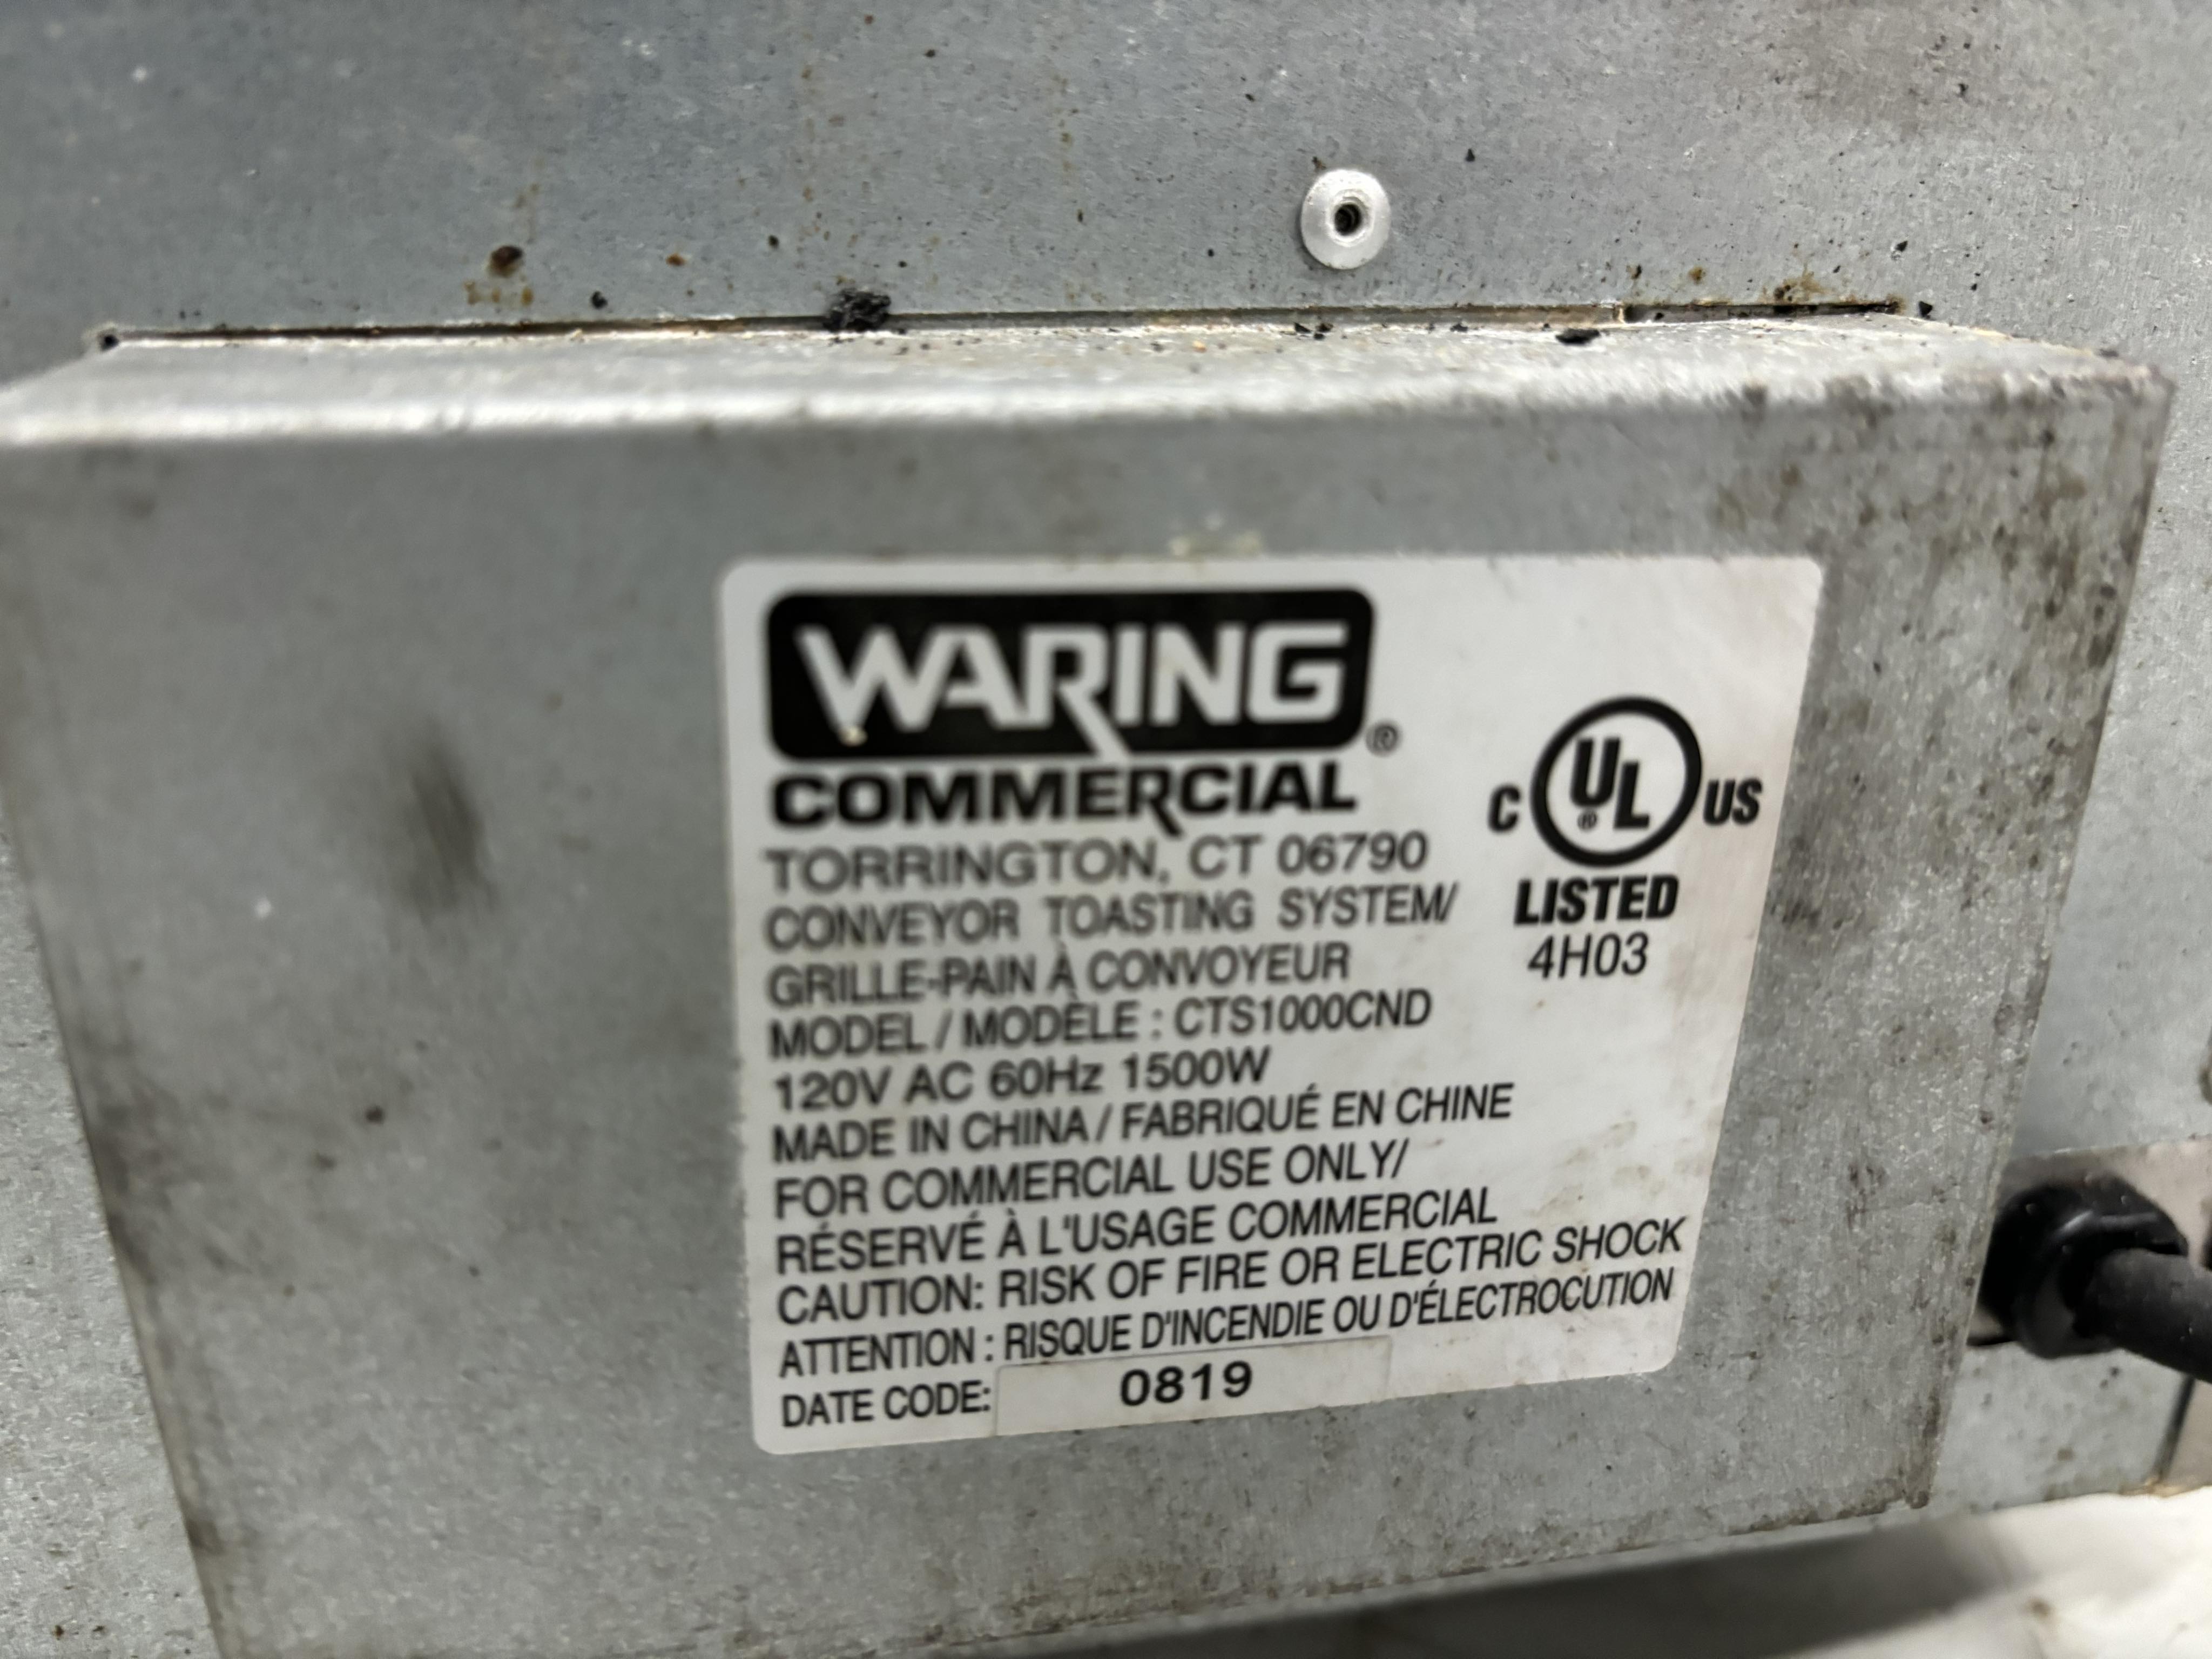 WARING®
COMMERCIAL
TORRINGTON, CT 06790
CONVEYOR TOASTING SYSTEM/
GRILLE-PAIN À CONVOYEUR
MODEL / MODÈLE : CTS1000CND
120V AC 60Hz 1500W
MADE IN CHINA / FABRIQUÉ EN CHINE
FOR COMMERCIAL USE ONLY/
RÉSERVÉ À L'USAGE COMMERCIAL
CAUTION: RISK OF FIRE OR ELECTRIC SHOCK
ATTENTION : RISQUE D'INCENDIE OU D'ÉLECTROCUTION
DATE CODE: 0819
C UL® US
LISTED
4H03